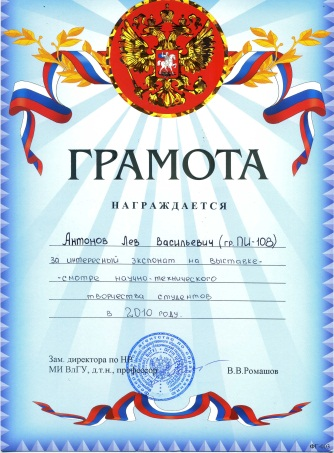 ГРАМОТА
НАГРАЖДАЕТСЯ
Антонов Лев Васильевич (гр. ПИ-108)
за интересный экспонат на выставке-
-смотре научно-технического
творчества студентов
в 2010 году.
Зам. директора по НР
МИ ВлГУ, д.т.н., профессор В.В.Ромашов